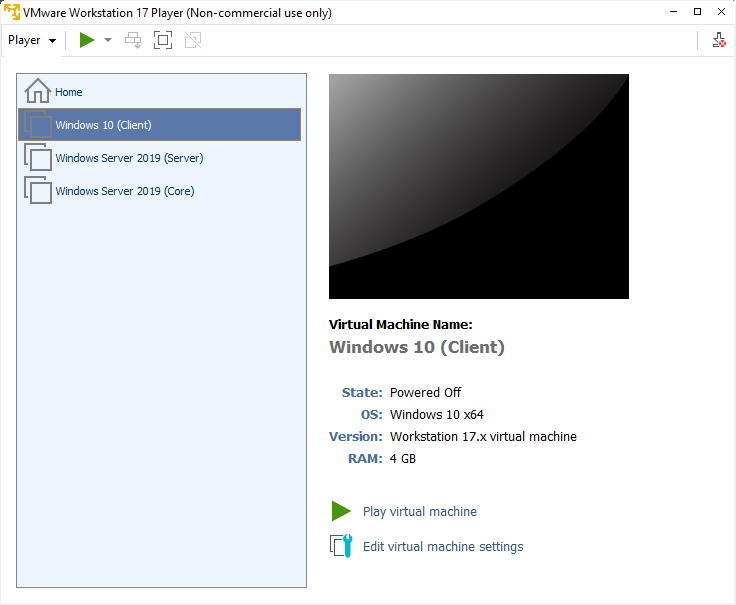 VMware Workstation 17 Player (Non-commercial use only)
Player
Home
Windows 10 (Client)
Windows Server 2019 (Server)
Windows Server 2019 (Core)
Virtual Machine Name:
Windows 10 (Client)
State: Powered Off
OS: Windows 10 x64
Version: Workstation 17.x virtual machine
RAM: 4 GB
Play virtual machine
Edit virtual machine settings